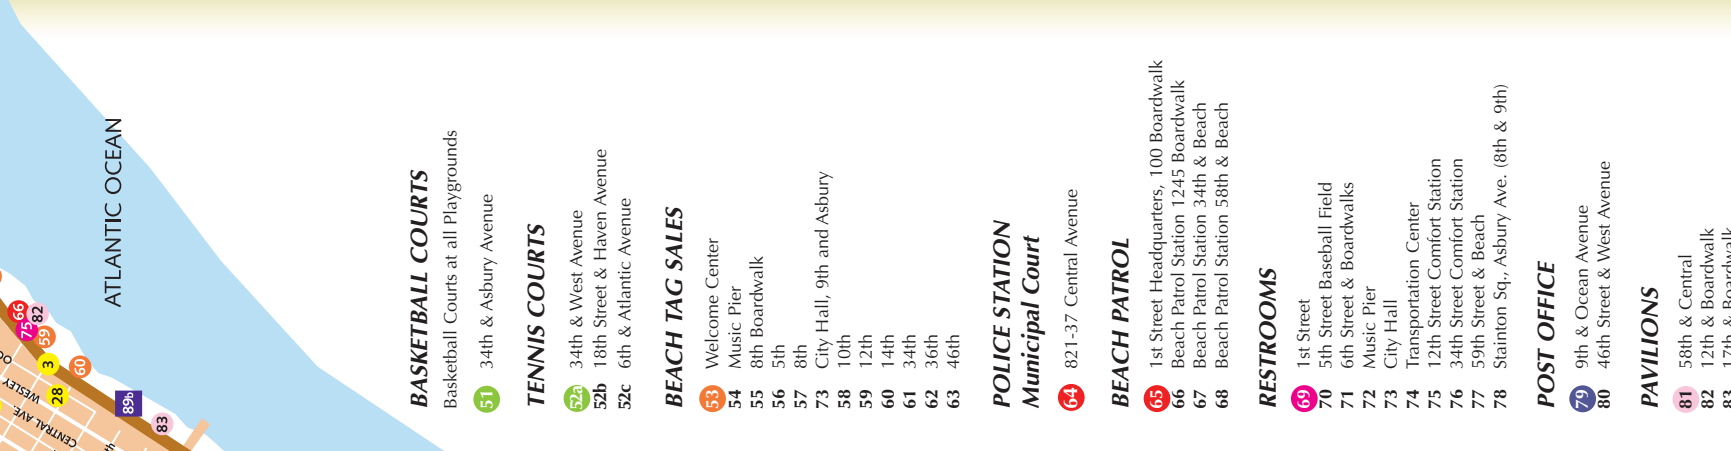 ATLANTIC OCEAN
66
82
75
59
3
60
WESLEY
28
CENTRAL AVE
89b
83
BASKETBALL COURTS
Basketball Courts at all Playgrounds
51 34th & Asbury Avenue
TENNIS COURTS
52a 34th & West Avenue
52b 18th Street & Haven Avenue
52c 6th & Atlantic Avenue
BEACH TAG SALES
53 Welcome Center
54 Music Pier
55 8th Boardwalk
56 5th
57 8th
73 City Hall, 9th and Asbury
58 10th
59 12th
60 14th
61 34th
62 36th
63 46th
POLICE STATION
Municipal Court
64 821-37 Central Avenue
BEACH PATROL
65 1st Street Headquarters, 100 Boardwalk
66 Beach Patrol Station 1245 Boardwalk
67 Beach Patrol Station 34th & Beach
68 Beach Patrol Station 58th & Beach
RESTROOMS
69 1st Street
70 5th Street Baseball Field
71 6th Street & Boardwalks
72 Music Pier
73 City Hall
74 Transportation Center
75 12th Street Comfort Station
76 34th Street Comfort Station
77 59th Street & Beach
78 Stainton Sq., Asbury Ave. (8th & 9th)
POST OFFICE
79 9th & Ocean Avenue
80 46th Street & West Avenue
PAVILIONS
81 58th & Central
82 12th & Boardwalk
83 17th & Boardwalk